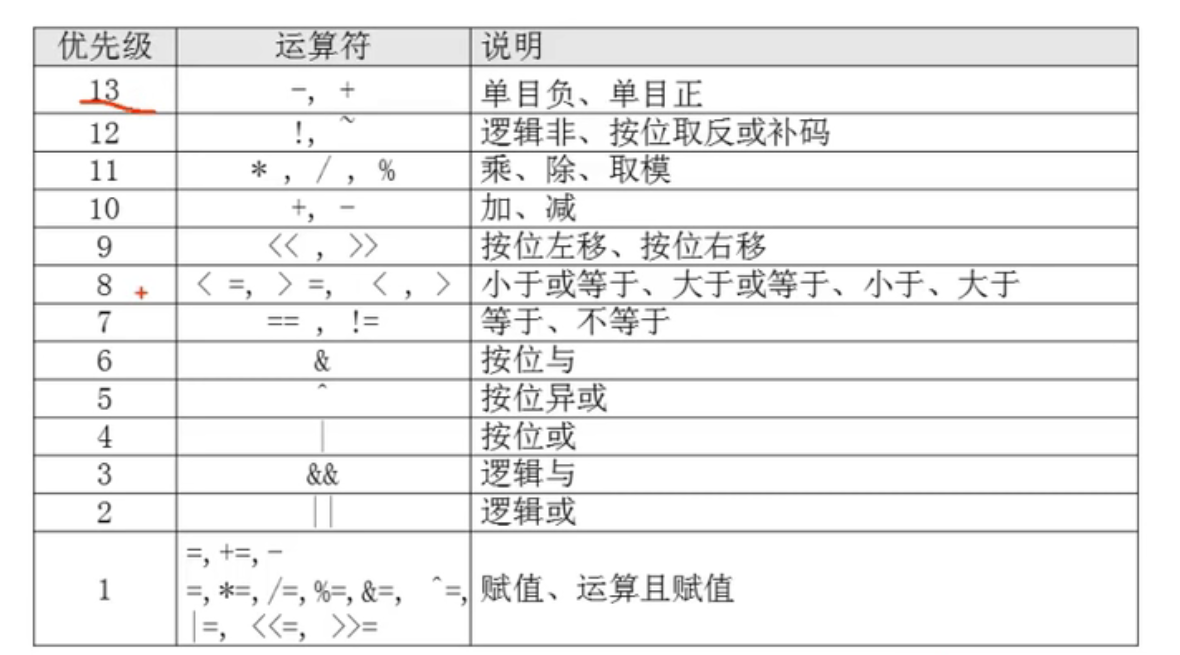 优先级 运算符 说明
13 -, + 单目负、单目正
12 !, ~ 逻辑非、按位取反或补码
11 * , / , % 乘、除、取模
10 +, - 加、减
9 << , >> 按位左移、按位右移
8 < =, > =, < , > 小于或等于、大于或等于、小于、大于
7 == , != 等于、不等于
6 & 按位与
5 ^ 按位异或
4 | 按位或
3 && 逻辑与
2 || 逻辑或
=, +=, -
1 =, *=, /=, %=, &=, ^=, 赋值、运算且赋值
|=, <<=, >>=